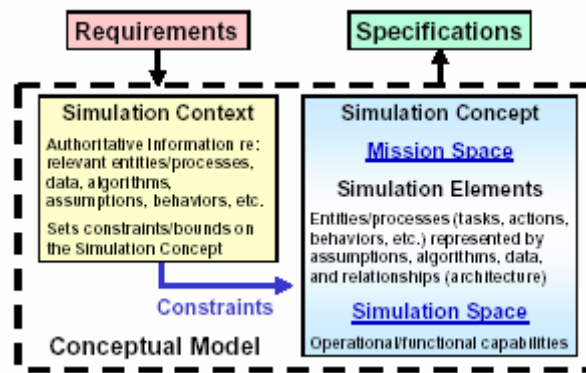 Requirements
Specifications
Simulation Context
Authoritative Information re:
relevant entities/processes,
data, algorithms,
assumptions, behaviors, etc.
Sets constraints/bounds on
the Simulation Concept
Constraints
Conceptual Model
Simulation Concept
Mission Space
Simulation Elements
Entities/processes (tasks, actions,
behaviors, etc.) represented by
assumptions, algorithms, data,
and relationships (architecture)
Simulation Space
Operational/functional capabilities